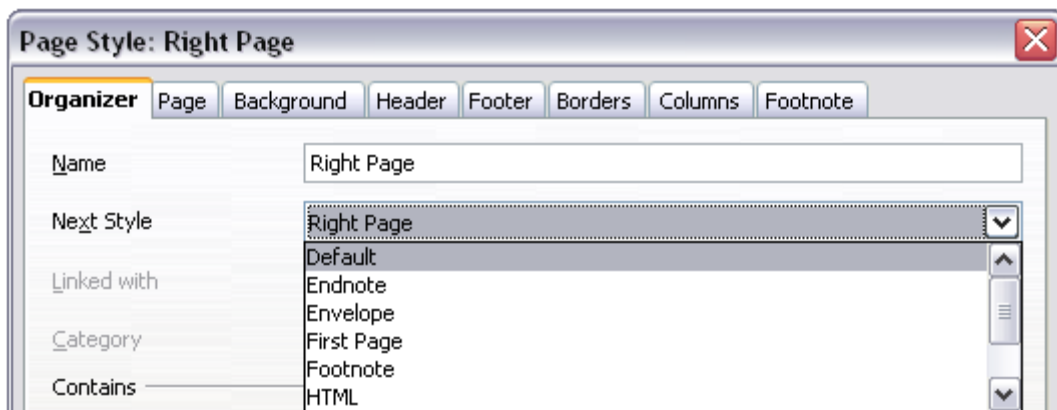 Page Style: Right Page
Organizer Page Background Header Footer Borders Columns Footnote
Name Right Page
Next Style Right Page
Default
Linked with Endnote
Envelope
Category First Page
Footnote
Contains HTML